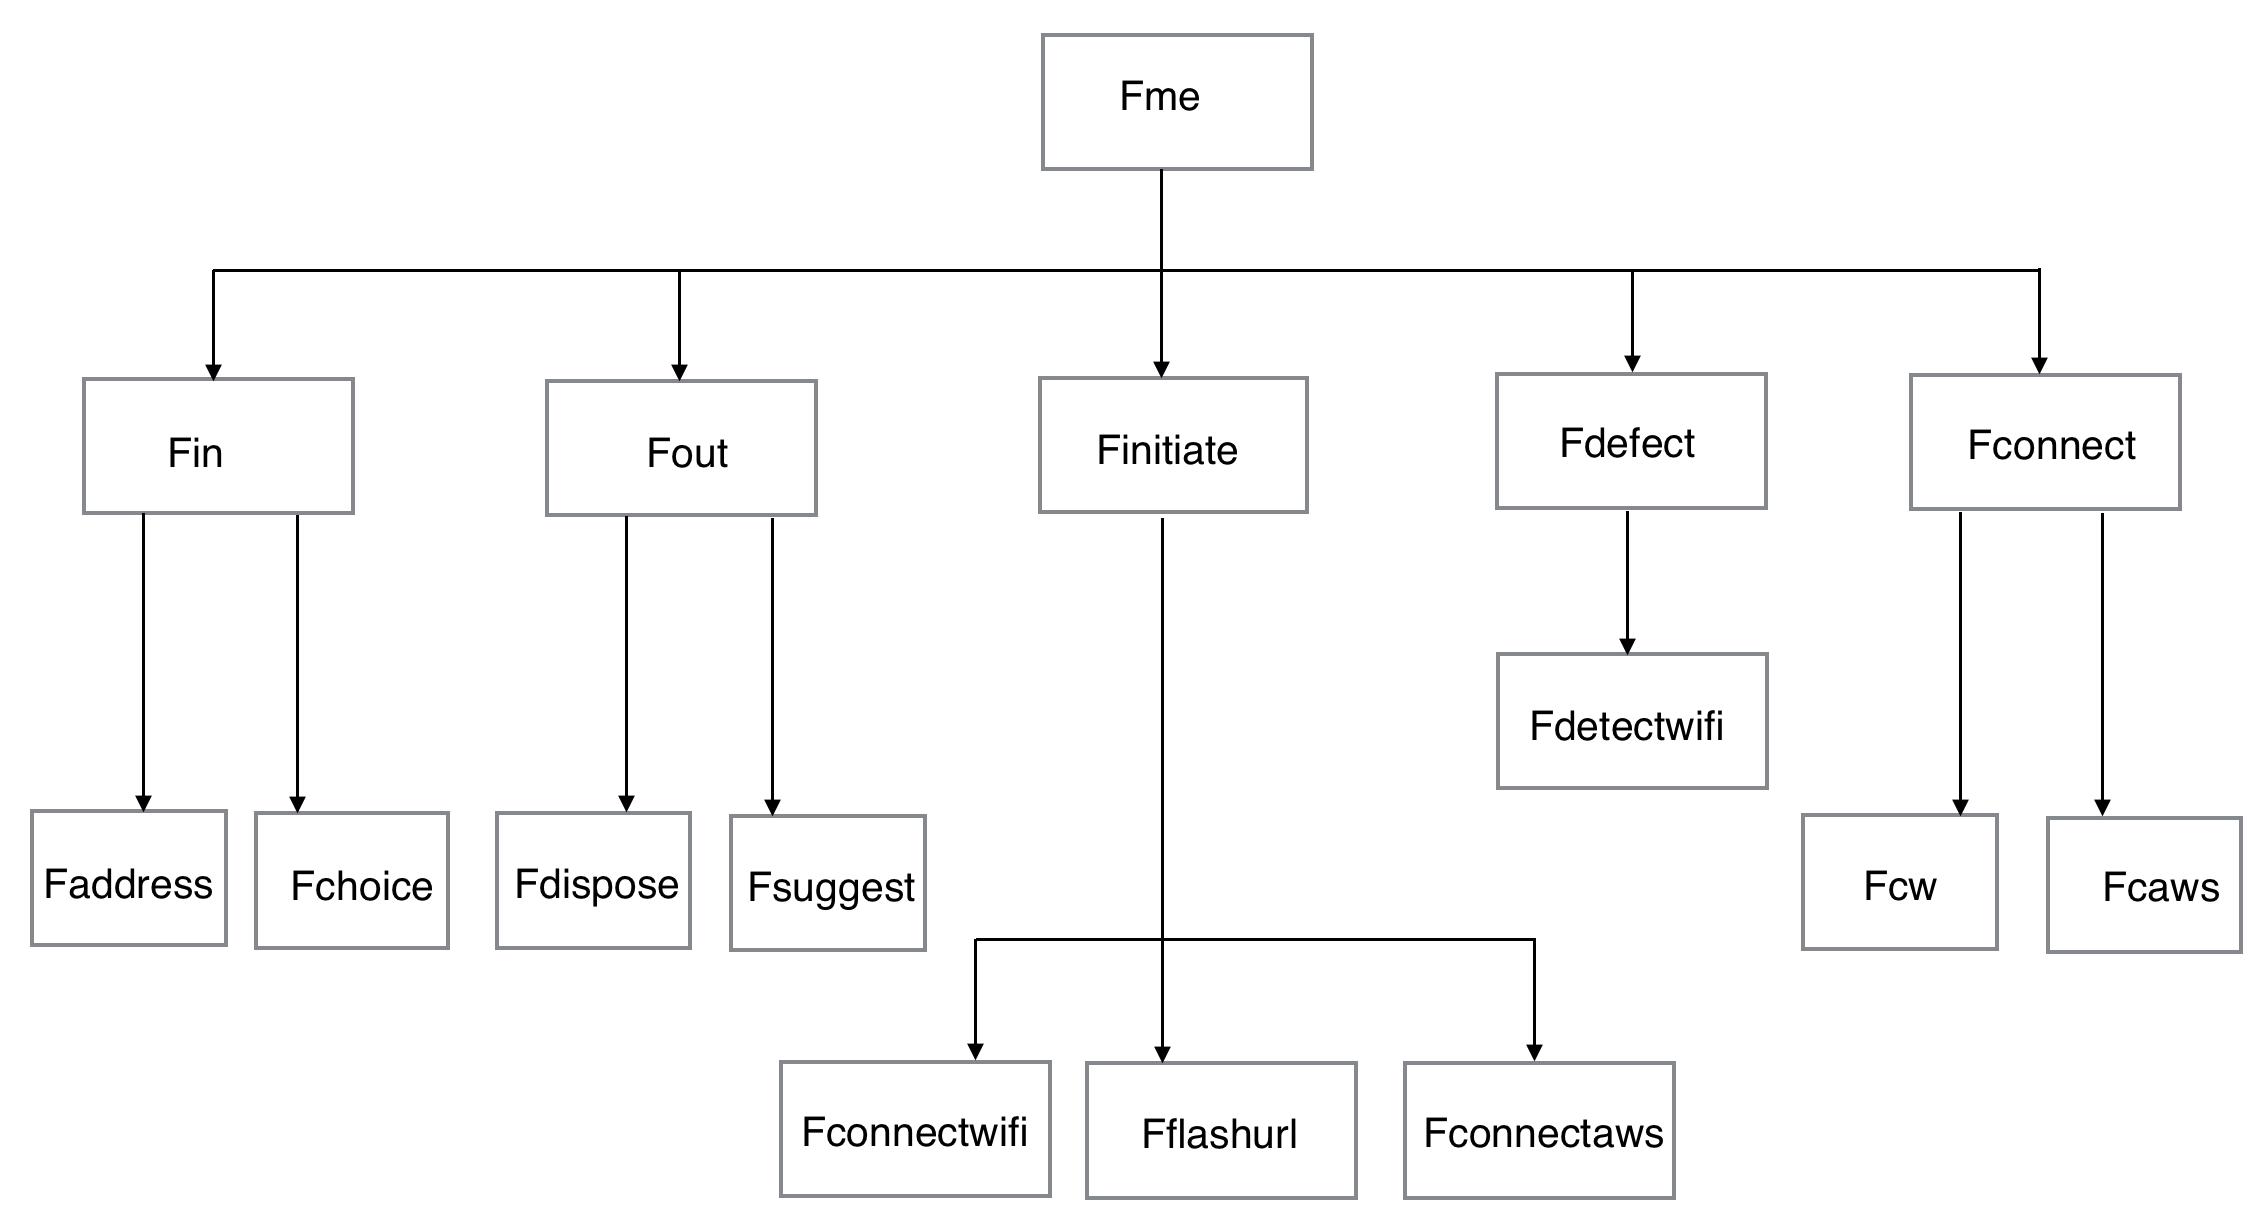 Fme
Fin
Fout
Finitiate
Fdefect
Fconnect
Fdetectwifi
Faddress
Fchoice
Fdispose
Fsuggest
Fcw
Fcaws
Fconnectwifi
Fflashurl
Fconnectaws